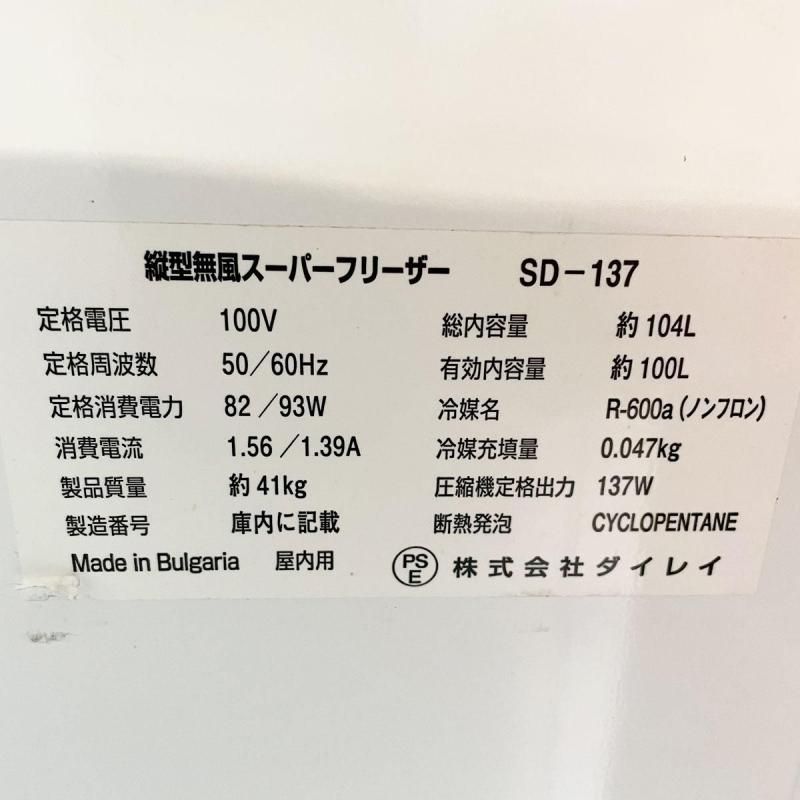 縦型無風スーパーフリーザー SD-137
定格電圧 100V 総内容量 約104L
定格周波数 50/60Hz 有効内容量 約100L
定格消費電力 82/93W 冷媒名 R-600a(ノンフロン)
消費電流 1.56/1.39A 冷媒充填量 0.047kg
製品質量 約41kg 圧縮機定格出力 137W
製造番号 庫内に記載 断熱発泡 CYCLOPENTANE
Made in Bulgaria 屋内用 PSE 株式会社ダイレイ